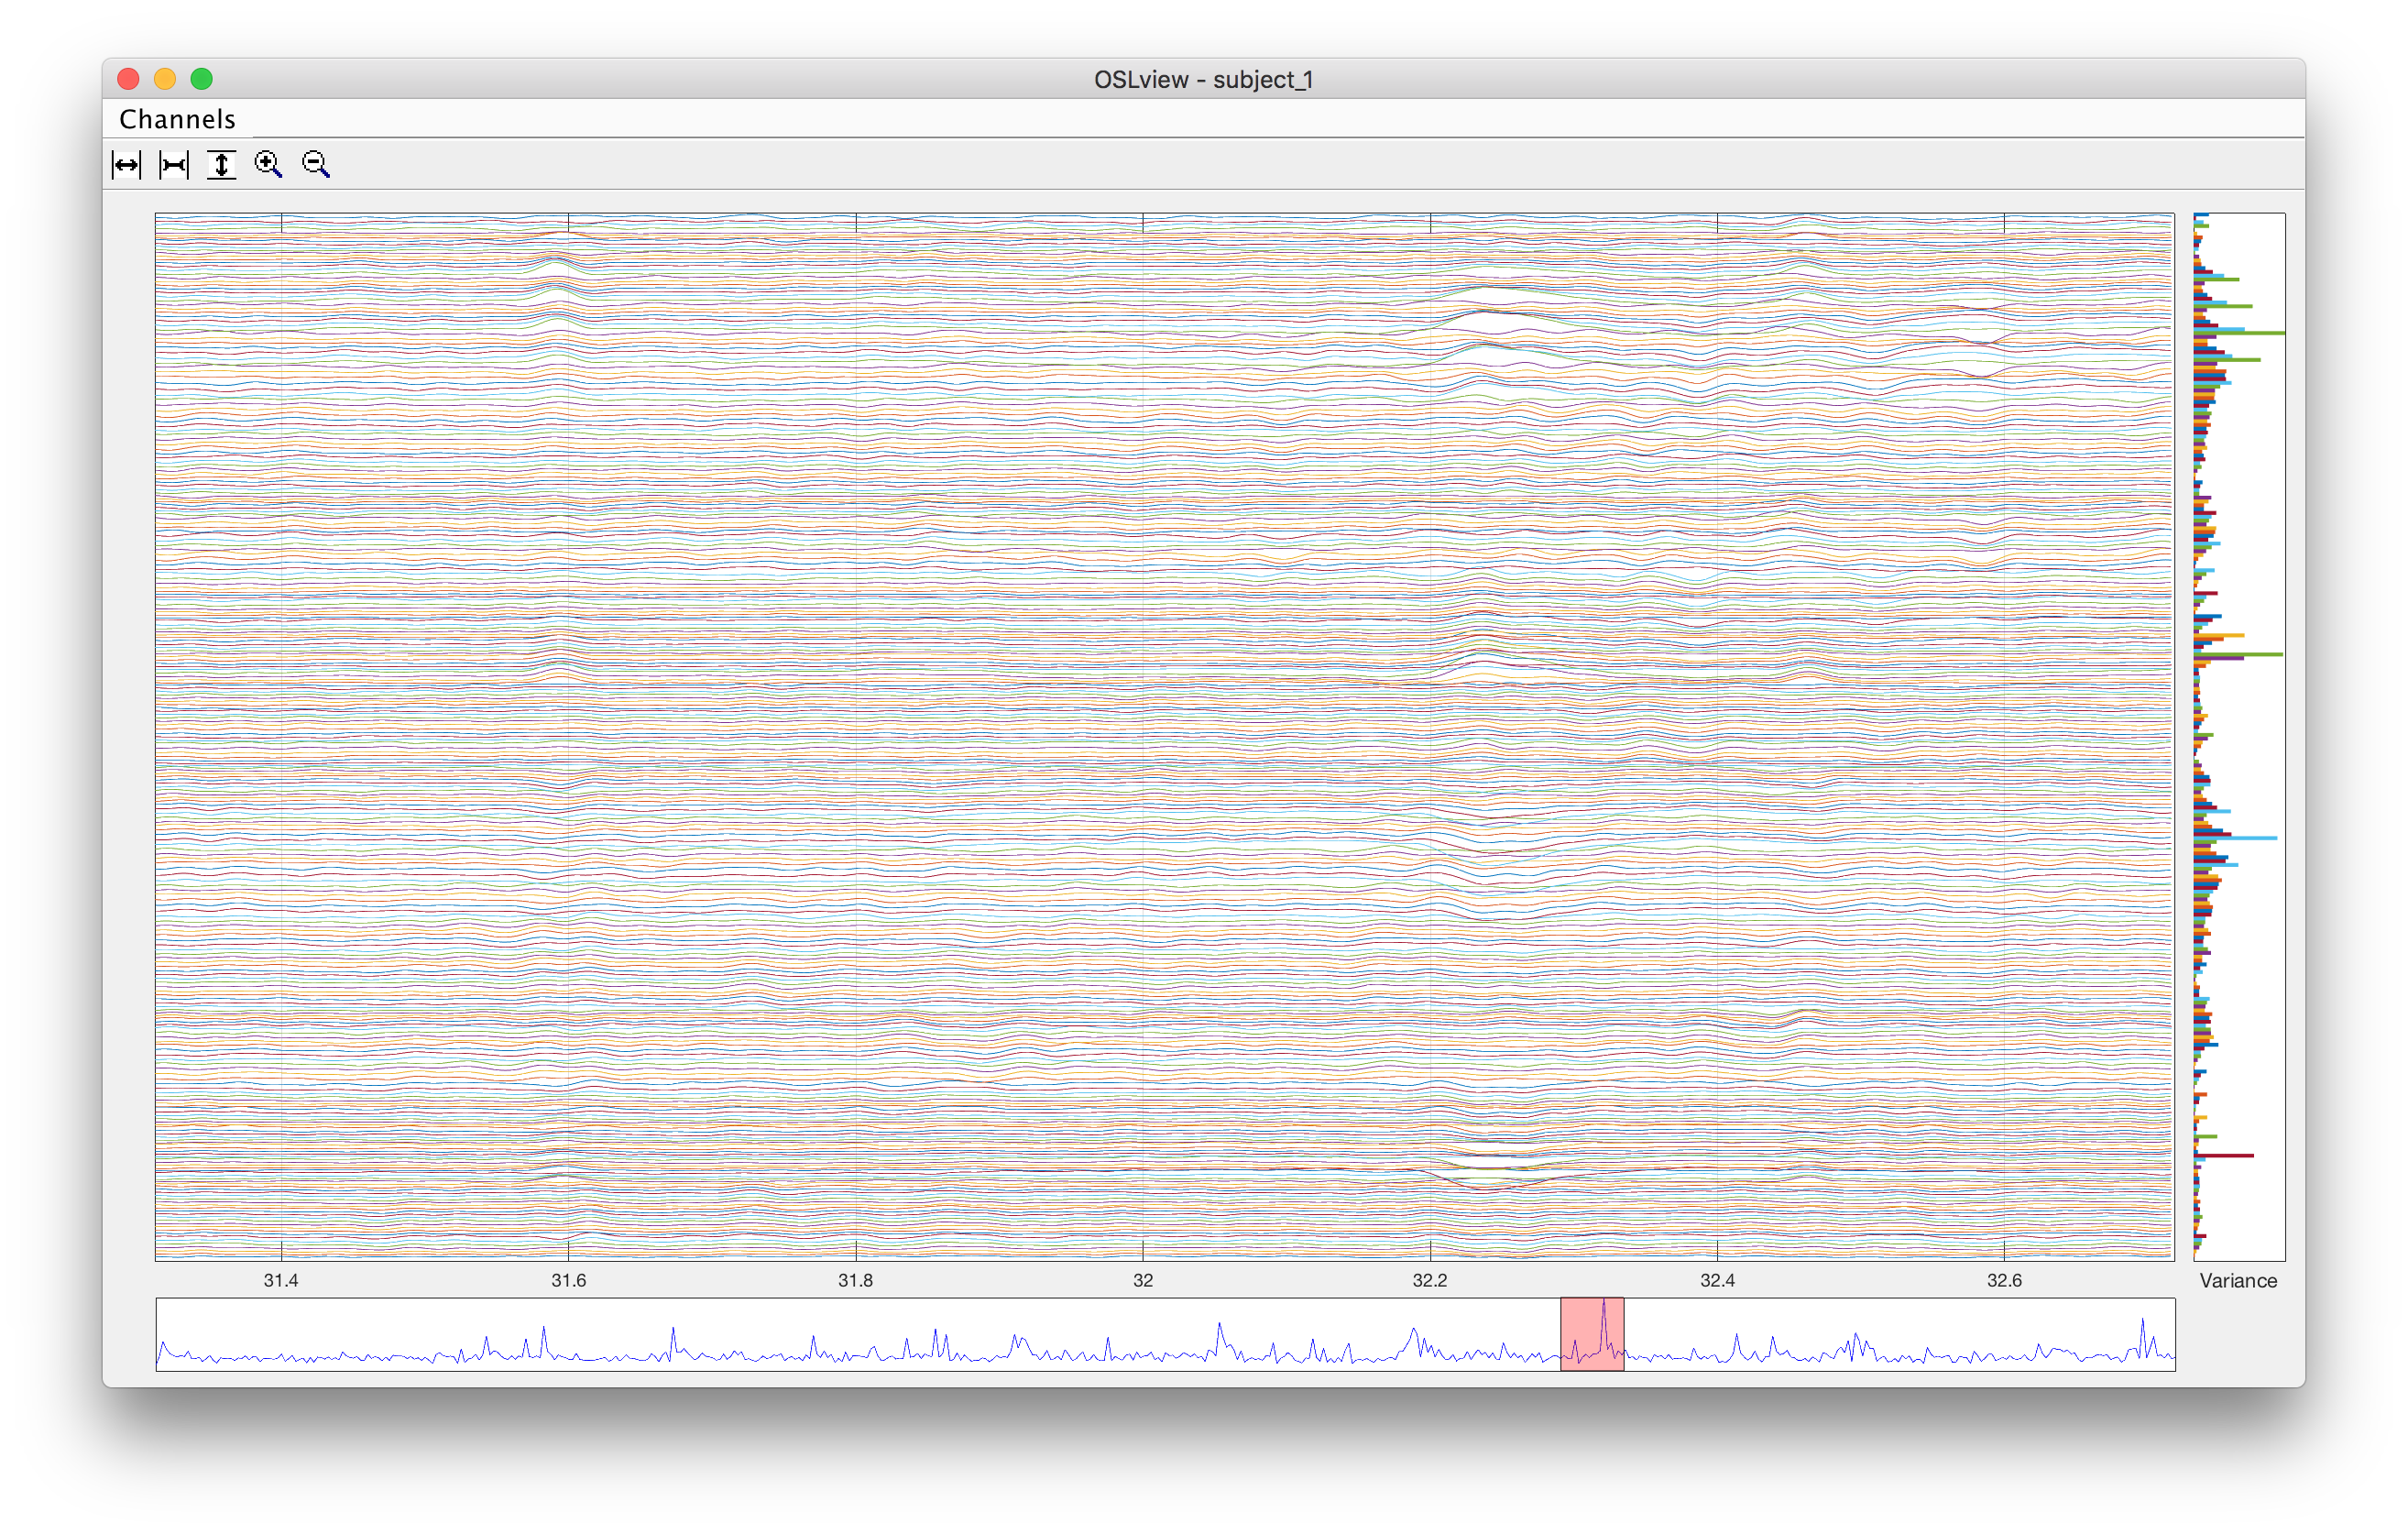 OSLview - subject_1
Channels
31.4 31.6 31.8 32 32.2 32.4 32.6 Variance